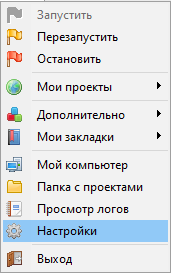 Запустить
Перезапустить
Остановить
Мои проекты
Дополнительно
Мои закладки
Мой компьютер
Папка с проектами
Просмотр логов
Настройки
Выход